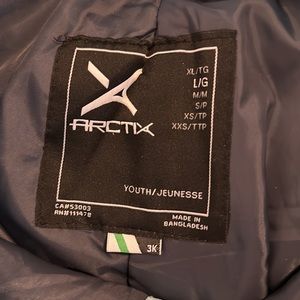 XL/TG
L/G
M/M
S/P
XS/TP
XXS/TTP
ARCTIX
YOUTH/JEUNESSE
CA#53003
RN#111478
MADE IN
BANGLADESH
3K